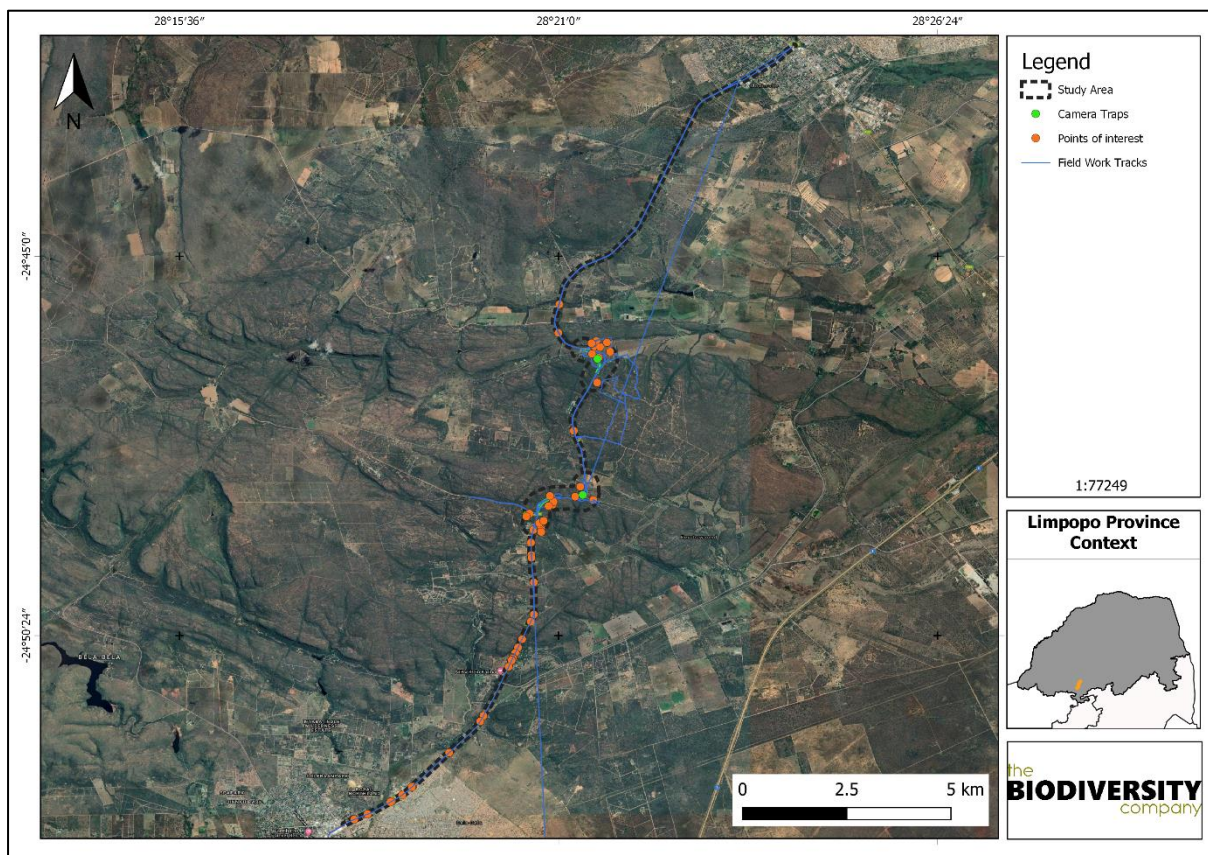 28°15′36″ 28°21′0″ 28°26′24″
N
-24°45′0″
-24°50′24″
BELA BELA
Legend
Study Area
Camera Traps
Points of interest
Field Work Tracks
1:77249
Limpopo Province
Context
0 2.5 5 km
the
BIODIVERSITY
company